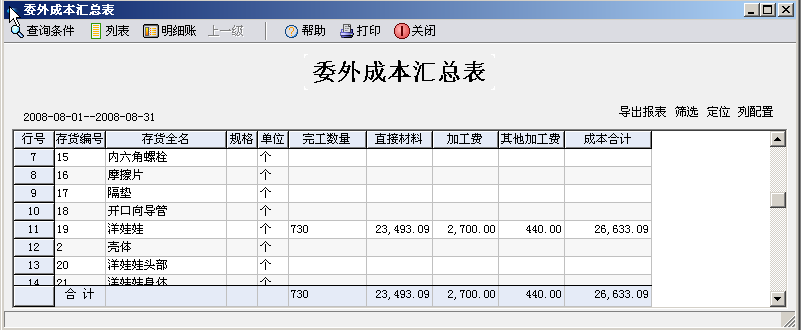 委外成本汇总表
查询条件 列表 明细账 上一级 帮助 打印 关闭
委外成本汇总表
2008-08-01--2008-08-31 导出报表 筛选 定位 列配置
行号 存货编号 存货全名 规格 单位 完工数量 直接材料 加工费 其他加工费 成本合计
7 15 内六角螺栓 个
8 16 摩擦片 个
9 17 隔垫 个
10 18 开口向导管 个
11 19 洋娃娃 个 730 23,493.09 2,700.00 440.00 26,633.09
12 2 壳体 个
13 20 洋娃娃头部 个
14 21 洋娃娃身体 个
合 计 730 23,493.09 2,700.00 440.00 26,633.09